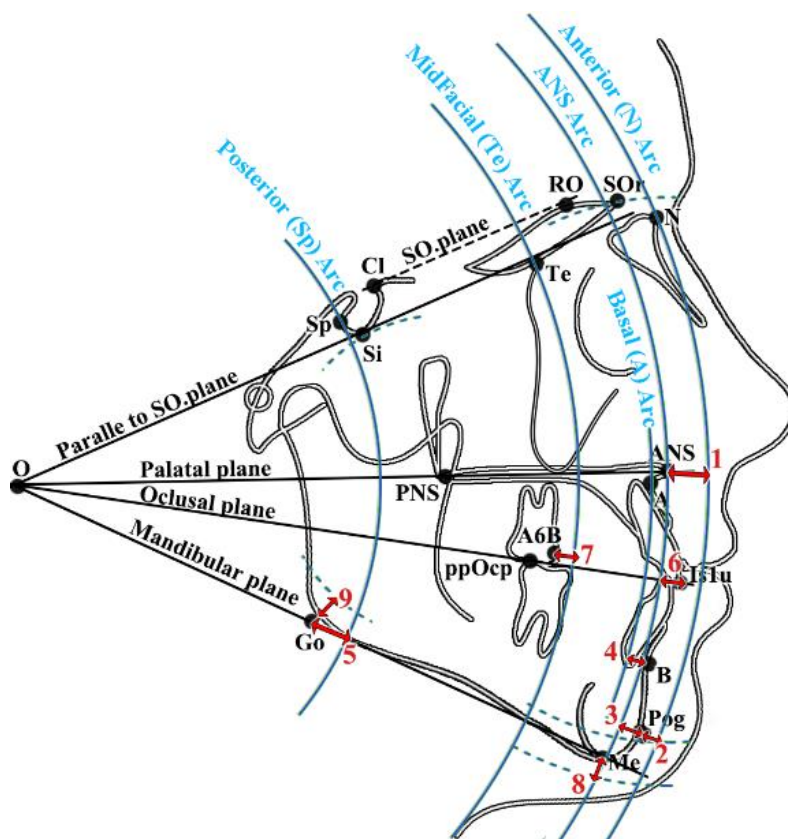 Anterior (N) Arc
ANS Arc
MidFacial (Te) Arc
Posterior (Sp) Arc
RO
SOr
N
SO.plane
Cl
Te
Sp
Si
Basal (A) Arc
Paralle to SO.plane
O
Palatal plane
PNS
ANS
1
A
Oclusal plane
A6B
7
6
Is1u
ppOcp
Mandibular plane
9
Go
5
4
B
3
Pog
2
Me
8